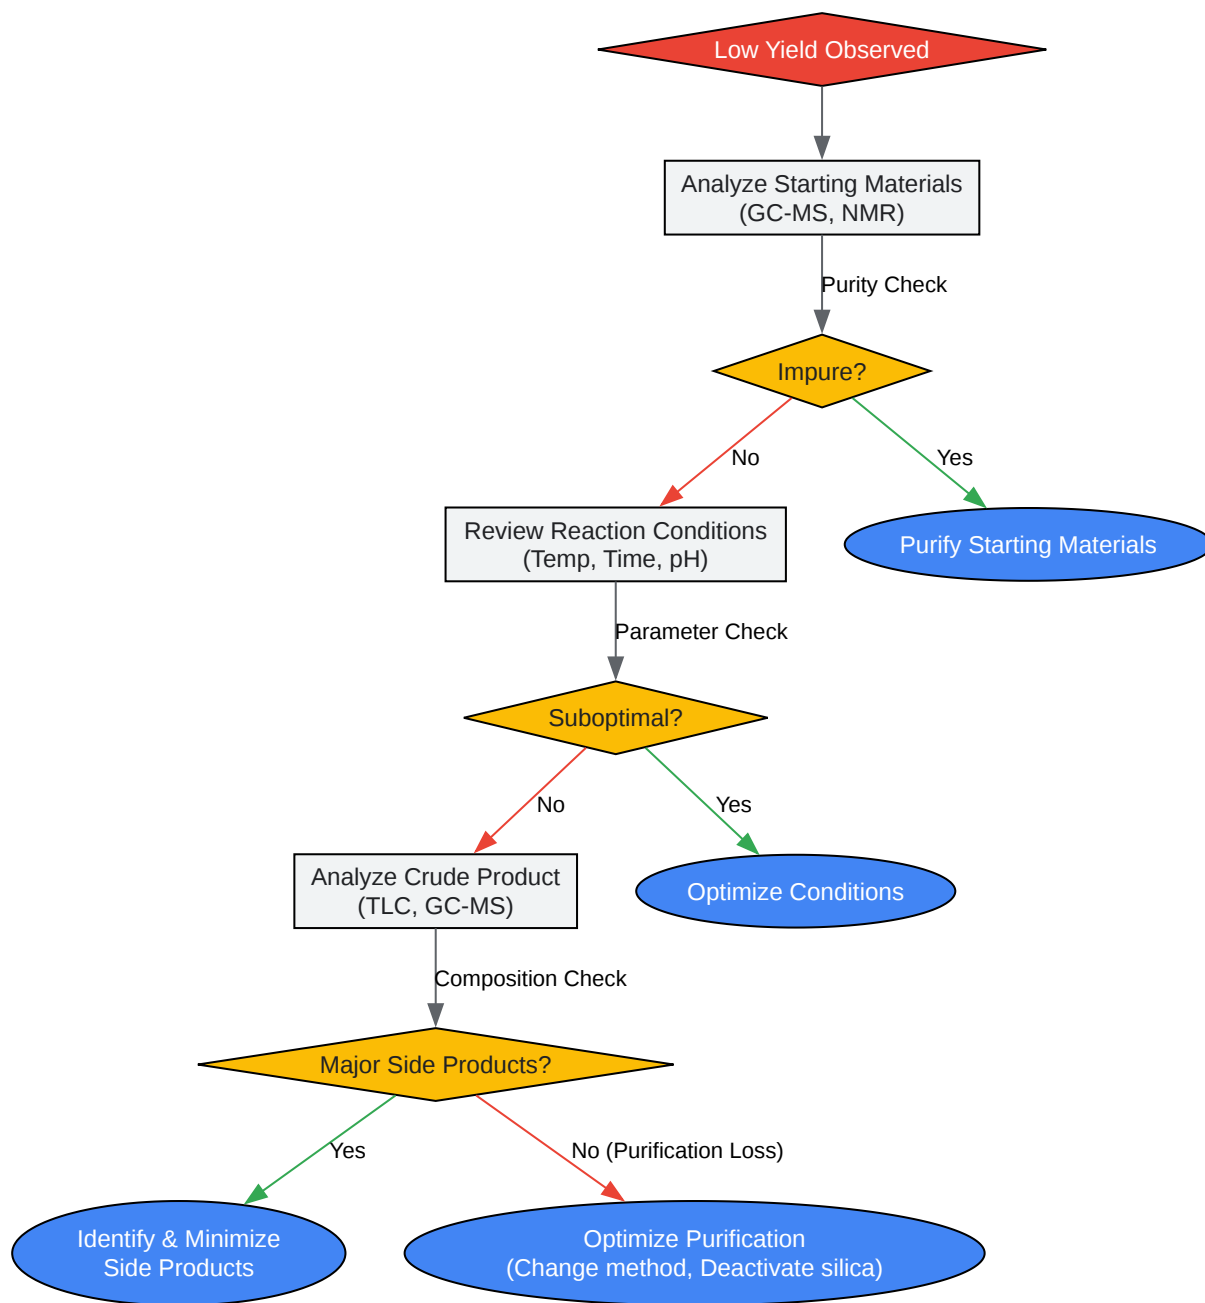 Low Yield Observed
Analyze Starting Materials
(GC-MS, NMR)
Purity Check
Impure?
No
Yes
Review Reaction Conditions
(Temp, Time, pH)
Purify Starting Materials
Parameter Check
Suboptimal?
No
Yes
Analyze Crude Product
(TLC, GC-MS)
Optimize Conditions
Composition Check
Major Side Products?
Yes
No (Purification Loss)
Identify & Minimize
Side Products
Optimize Purification
(Change method, Deactivate silica)